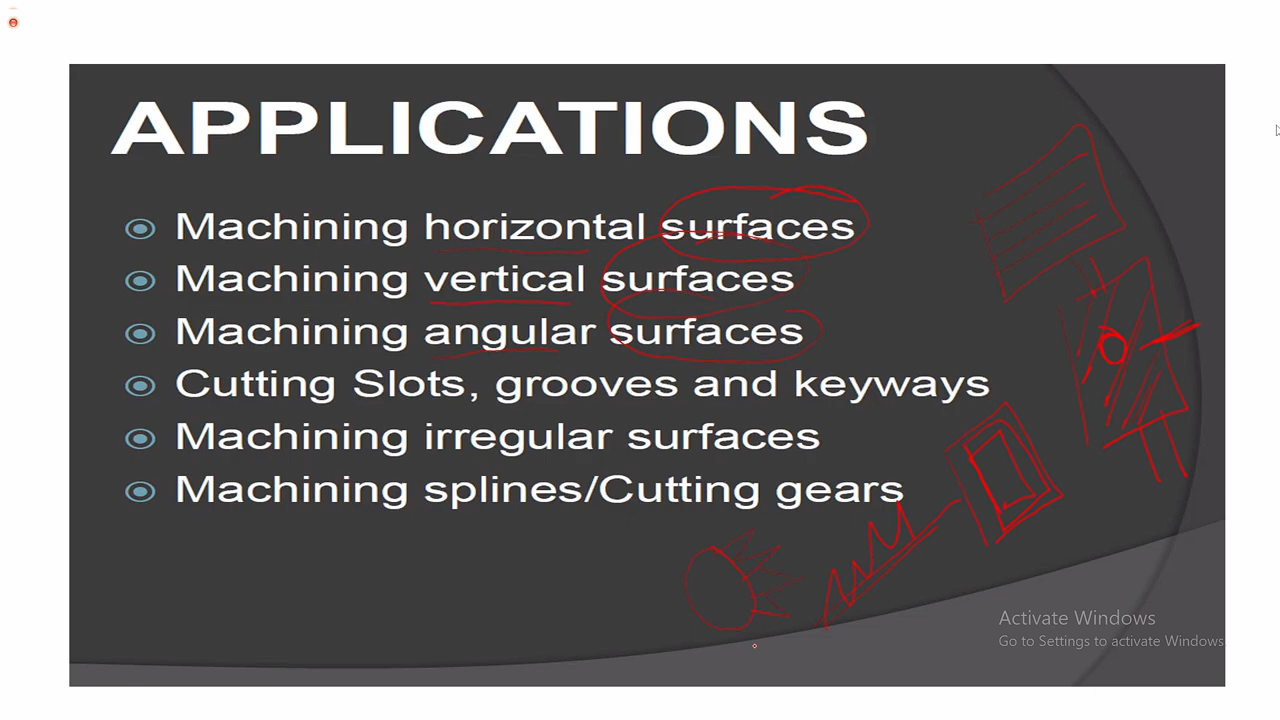 APPLICATIONS
Machining horizontal surfaces
Machining vertical surfaces
Machining angular surfaces
Cutting Slots, grooves and keyways
Machining irregular surfaces
Machining splines/Cutting gears
Activate Windows
Go to Settings to activate Windows